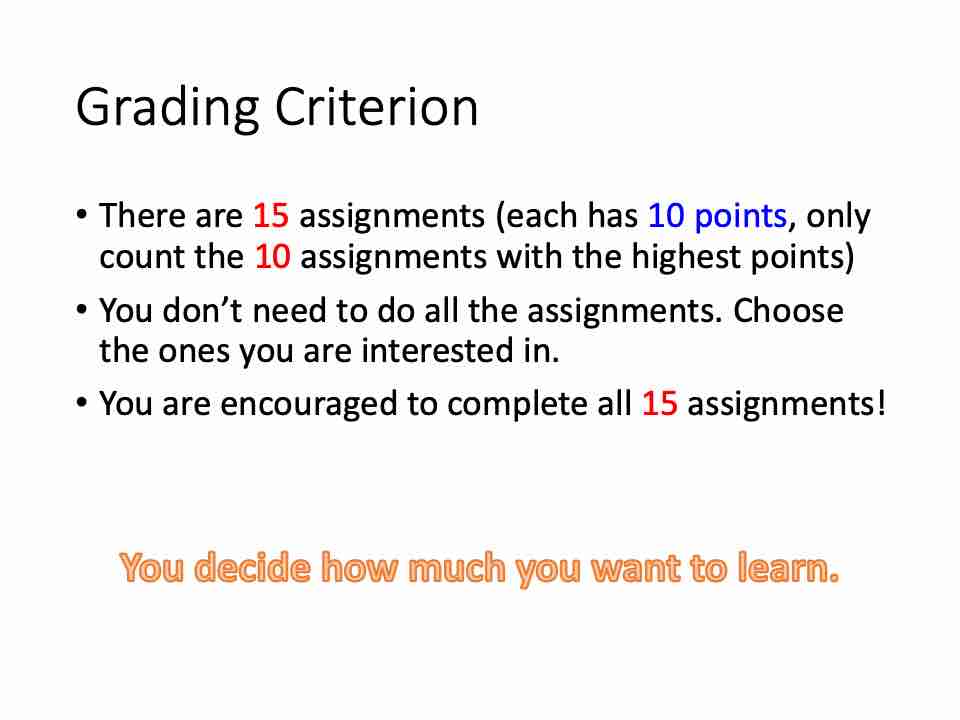 Grading Criterion
• There are 15 assignments (each has 10 points, only
count the 10 assignments with the highest points)
• You don’t need to do all the assignments. Choose
the ones you are interested in.
• You are encouraged to complete all 15 assignments!
You decide how much you want to learn.